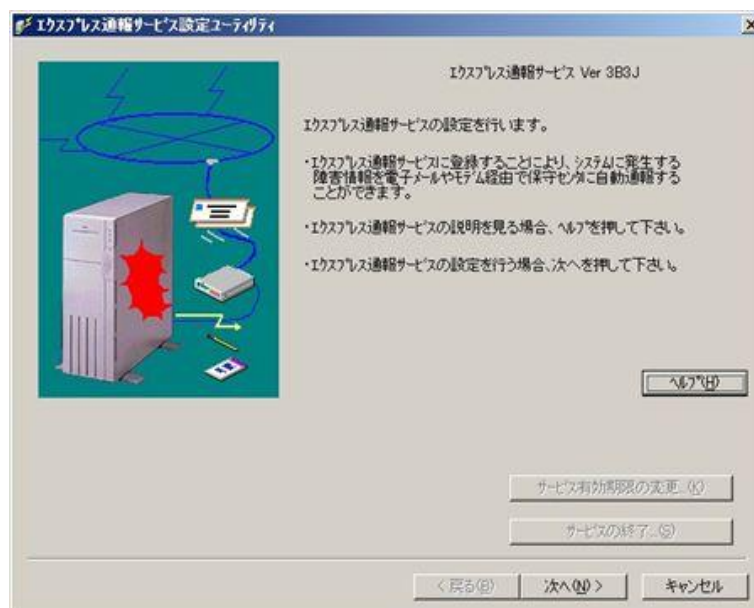 ｴｸｽﾌﾟﾚｽ通報ｻｰﾋﾞｽ設定ﾕｰﾃｨﾘﾃｨ
ｴｸｽﾌﾟﾚｽ通報ｻｰﾋﾞｽ Ver 3B3J
ｴｸｽﾌﾟﾚｽ通報ｻｰﾋﾞｽの設定を行います。
・ｴｸｽﾌﾟﾚｽ通報ｻｰﾋﾞｽに登録することにより、ｼｽﾃﾑに発生する
障害情報を電子ﾒｰﾙやﾓﾃﾞﾑ経由で保守ｾﾝﾀに自動通報する
ことができます。
・ｴｸｽﾌﾟﾚｽ通報ｻｰﾋﾞｽの説明を見る場合、ﾍﾙﾌﾟを押して下さい。
・ｴｸｽﾌﾟﾚｽ通報ｻｰﾋﾞｽの設定を行う場合、次へを押して下さい。
ﾍﾙﾌﾟ(H)
ｻｰﾋﾞｽ有効期限の変更...(K)
ｻｰﾋﾞｽの終了...(S)
< 戻る(B)
次へ(N) >
キャンセル